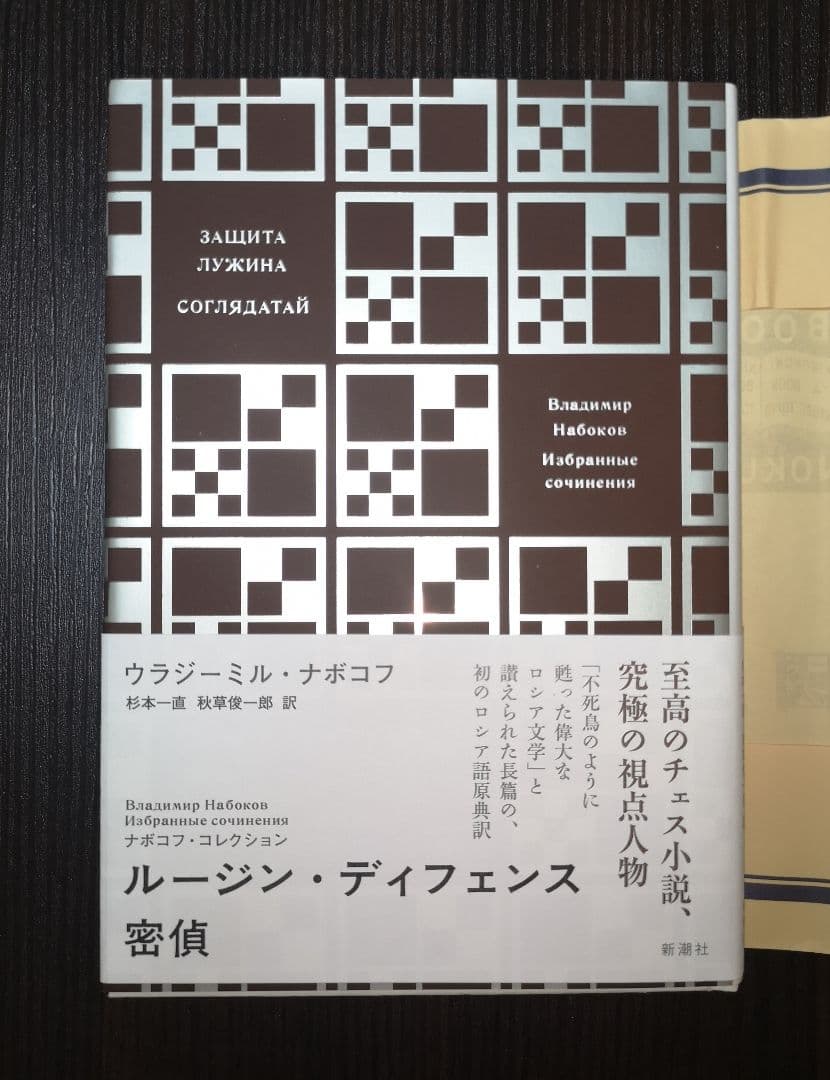 ЗАЩИТА
ЛУЖИНА
СОГЛЯДАТАЙ
Владимир
Набоков
Избранные
сочинения
ウラジーミル・ナボコフ
杉本一直 秋草俊一郎 訳
至高のチェス小説、
究極の視点人物
「不死鳥のように
甦った偉大な
ロシア文学」と
讃えられた長篇の、
初のロシア語原典訳
Владимир Набоков
Избранные сочинения
ナボコフ・コレクション
ルージン・ディフェンス
密偵
新潮社